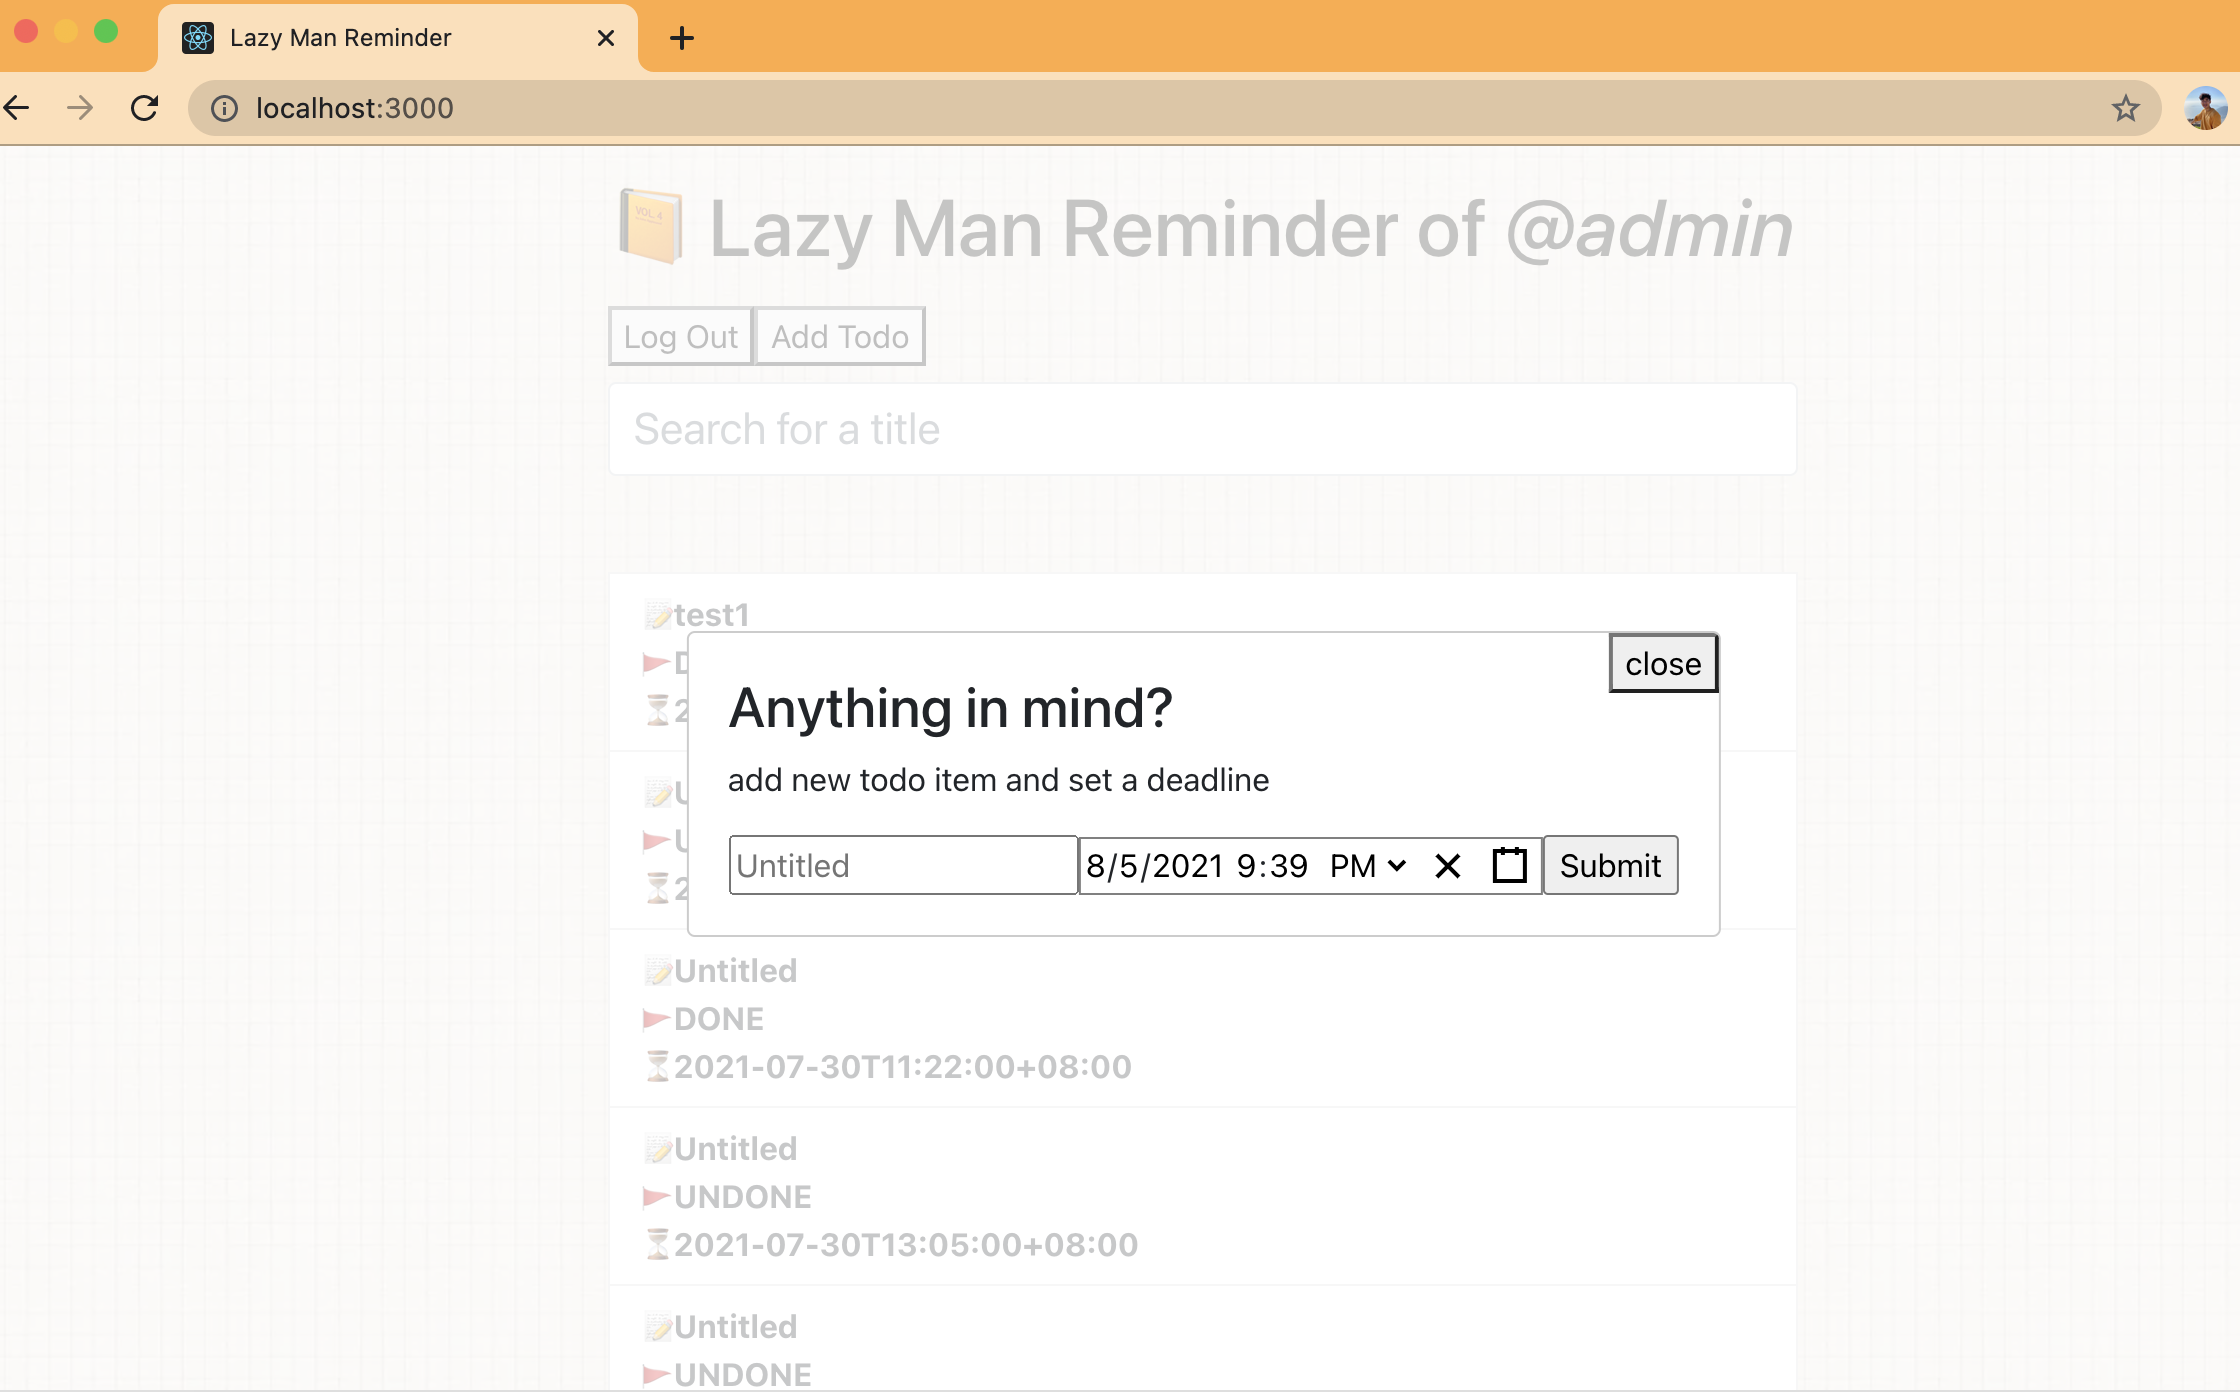 Lazy Man Reminder
localhost:3000
VOL. 4
Lazy Man Reminder of @admin
Log Out Add Todo
Search for a title
test1
D
2
close
Anything in mind?
add new todo item and set a deadline
Untitled 8/5/2021 9:39 PM Submit
U
U
2
Untitled
DONE
2021-07-30T11:22:00+08:00
Untitled
UNDONE
2021-07-30T13:05:00+08:00
Untitled
UNDONE